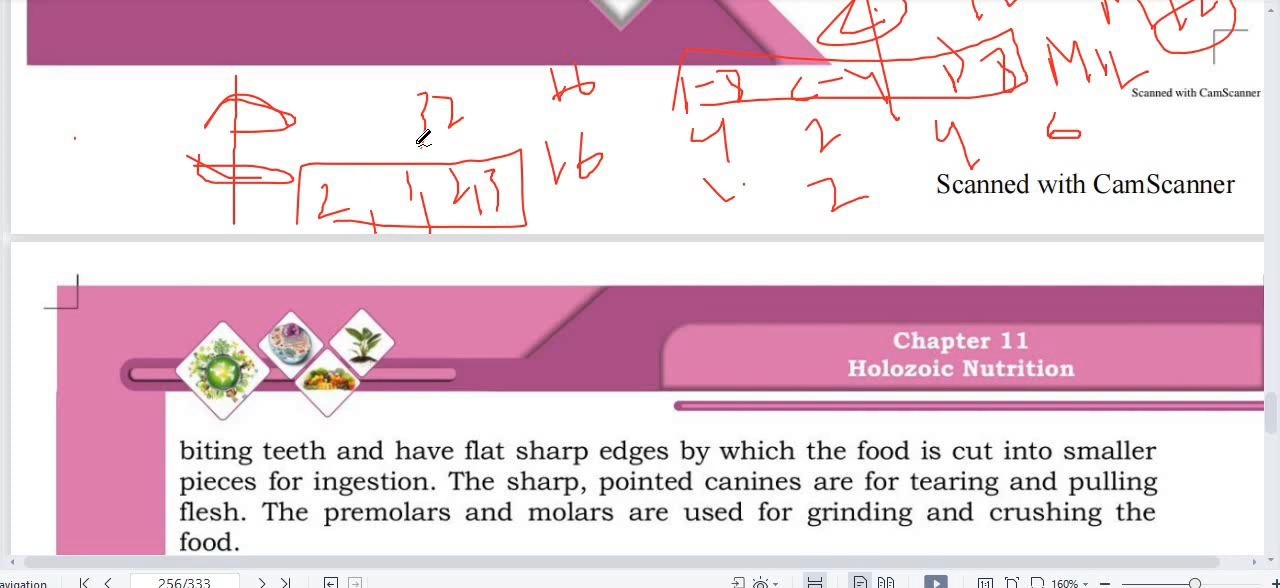 Scanned with CamScanner
32
16
16
4 2 4 6
2
2, 1, 2, 3
Scanned with CamScanner
Chapter 11
Holozoic Nutrition
biting teeth and have flat sharp edges by which the food is cut into smaller
pieces for ingestion. The sharp, pointed canines are for tearing and pulling
flesh. The premolars and molars are used for grinding and crushing the
food.
256/333
160%